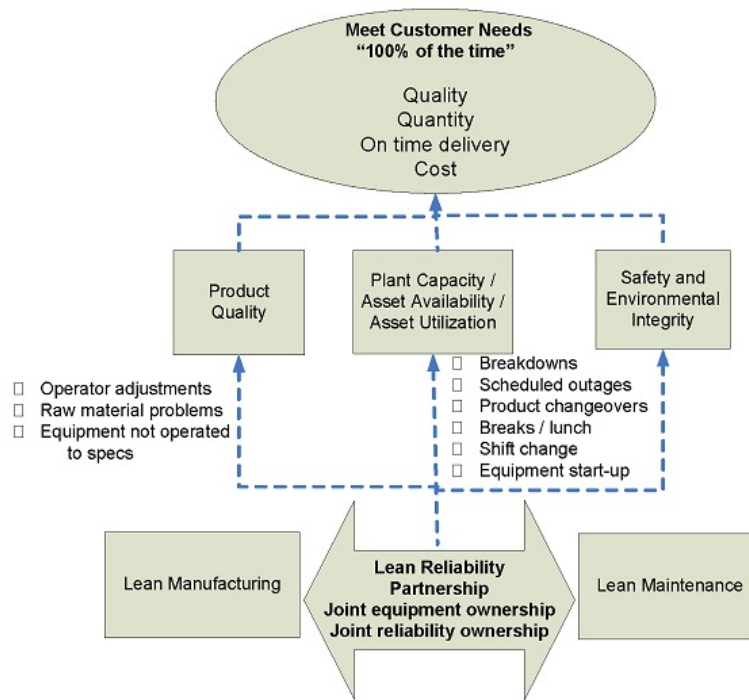 Meet Customer Needs
“100% of the time”
Quality
Quantity
On time delivery
Cost
Product
Quality
Plant Capacity /
Asset Availability /
Asset Utilization
Safety and
Environmental
Integrity
Operator adjustments
Raw material problems
Equipment not operated
to specs
Breakdowns
Scheduled outages
Product changeovers
Breaks / lunch
Shift change
Equipment start-up
Lean Manufacturing
Lean Reliability
Partnership
Joint equipment ownership
Joint reliability ownership
Lean Maintenance